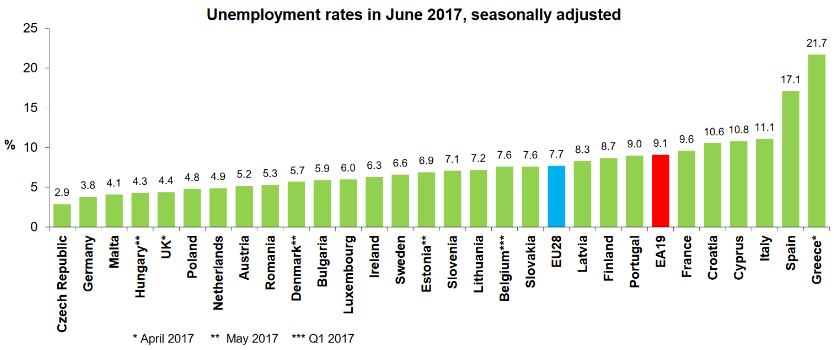 Unemployment rates in June 2017, seasonally adjusted
25
20
15
10
5
0
%
2.9 3.8 4.1 4.3 4.4 4.8 4.9 5.2 5.3 5.7 5.9 6.0 6.3 6.6 6.9 7.1 7.2 7.6 7.6 7.7 8.3 8.7 9.0 9.1 9.6 10.6 10.8 11.1 17.1 21.7
Czech Republic
Germany
Malta
Hungary**
UK*
Poland
Netherlands
Austria
Romania
Denmark**
Bulgaria
Luxembourg
Ireland
Sweden
Estonia**
Slovenia
Lithuania
Belgium***
Slovakia
EU28
Latvia
Finland
Portugal
EA19
France
Croatia
Cyprus
Italy
Spain
Greece*
* April 2017 ** May 2017 *** Q1 2017